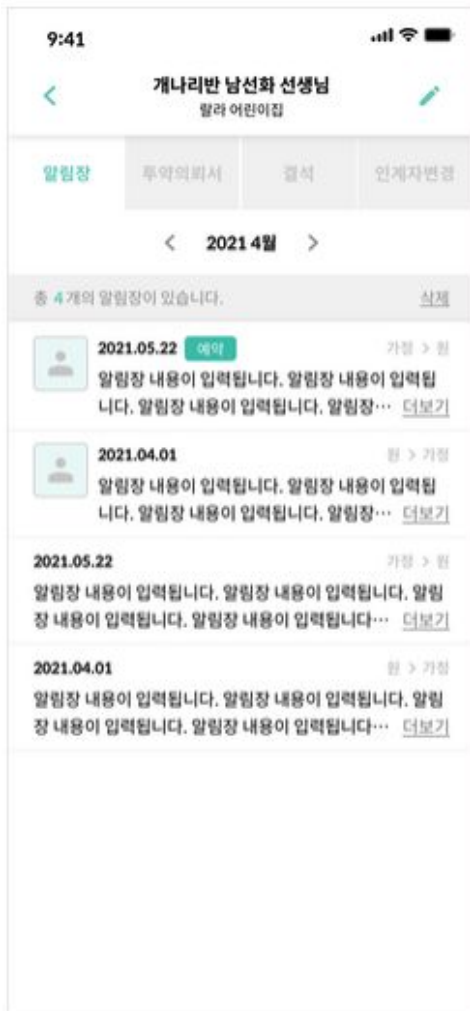 9:41
개나리반 남선화 선생님
랄라 어린이집
알림장 투약의뢰서 결석 인계자변경
2021 4월
총 4개의 알림장이 있습니다. 삭제
2021.05.22 예약 가정 > 원
알림장 내용이 입력됩니다. 알림장 내용이 입력됩
니다. 알림장 내용이 입력됩니다. 알림장… 더보기
2021.04.01 원 > 가정
알림장 내용이 입력됩니다. 알림장 내용이 입력됩
니다. 알림장 내용이 입력됩니다. 알림장… 더보기
2021.05.22 가정 > 원
알림장 내용이 입력됩니다. 알림장 내용이 입력됩니다. 알림
장 내용이 입력됩니다. 알림장 내용이 입력됩니다… 더보기
2021.04.01 원 > 가정
알림장 내용이 입력됩니다. 알림장 내용이 입력됩니다. 알림
장 내용이 입력됩니다. 알림장 내용이 입력됩니다… 더보기